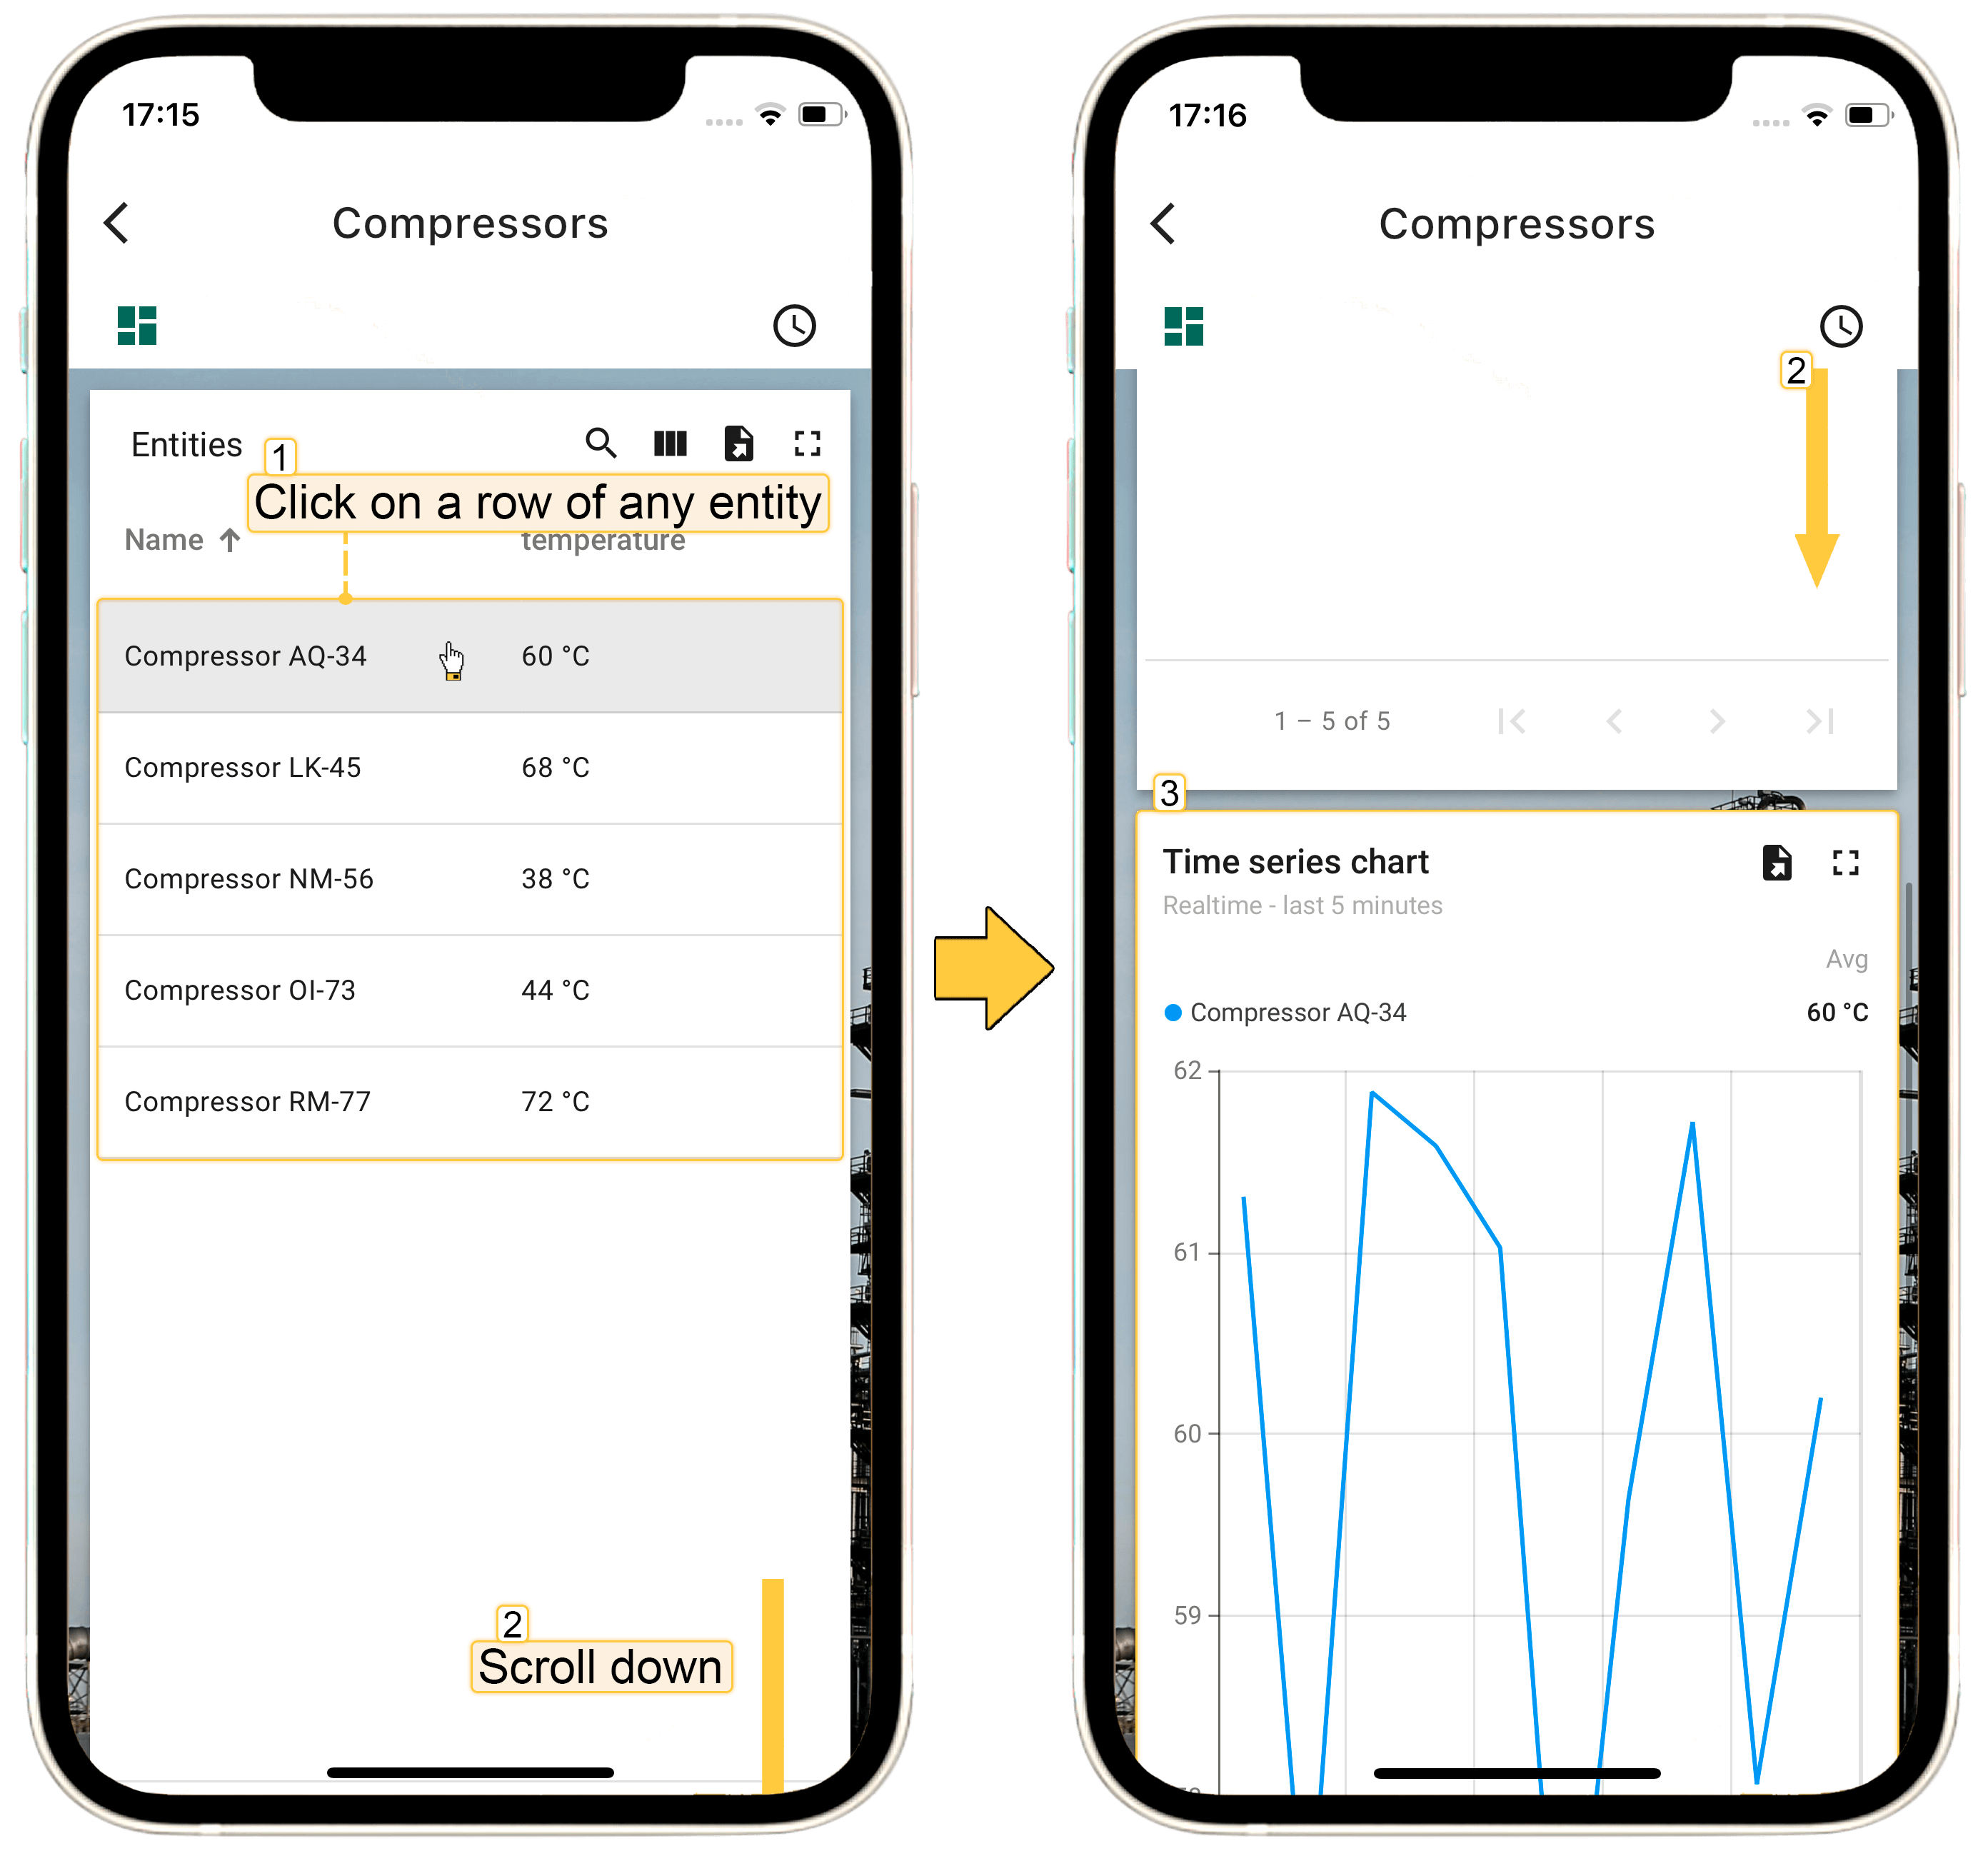 17:15
Compressors
Entities
1
Click on a row of any entity
Name temperature
Compressor AQ-34 60 °C
Compressor LK-45 68 °C
Compressor NM-56 38 °C
Compressor OI-73 44 °C
Compressor RM-77 72 °C
2
Scroll down
17:16
Compressors
2
1 – 5 of 5
3
Time series chart
Realtime - last 5 minutes
Avg
Compressor AQ-34 60 °C
62
61
60
59